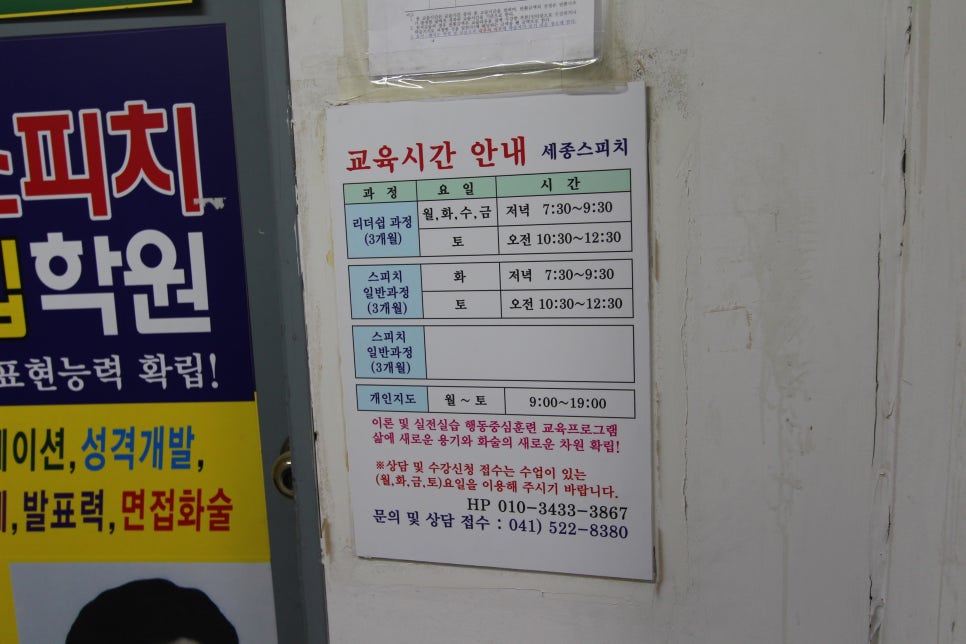 스피치
학원
표현능력 확립!
이션, 성격개발,
발표력, 면접화술
교육시간 안내 세종스피치
과 정 요 일 시 간
리더쉽 과정 (3개월) 월,화,수,금 저녁 7:30~9:30
토 오전 10:30~12:30
스피치 일반과정 (3개월) 화 저녁 7:30~9:30
토 오전 10:30~12:30
스피치 일반과정 (3개월)
개인지도 월 ~ 토 9:00~19:00
이론 및 실전실습 행동중심훈련 교육프로그램
삶에 새로운 용기와 화술의 새로운 차원 확립!
※상담 및 수강신청 접수는 수업이 있는
(월,화,금,토)요일을 이용해 주시기 바랍니다.
HP 010-3433-3867
문의 및 상담 접수 : 041) 522-8380